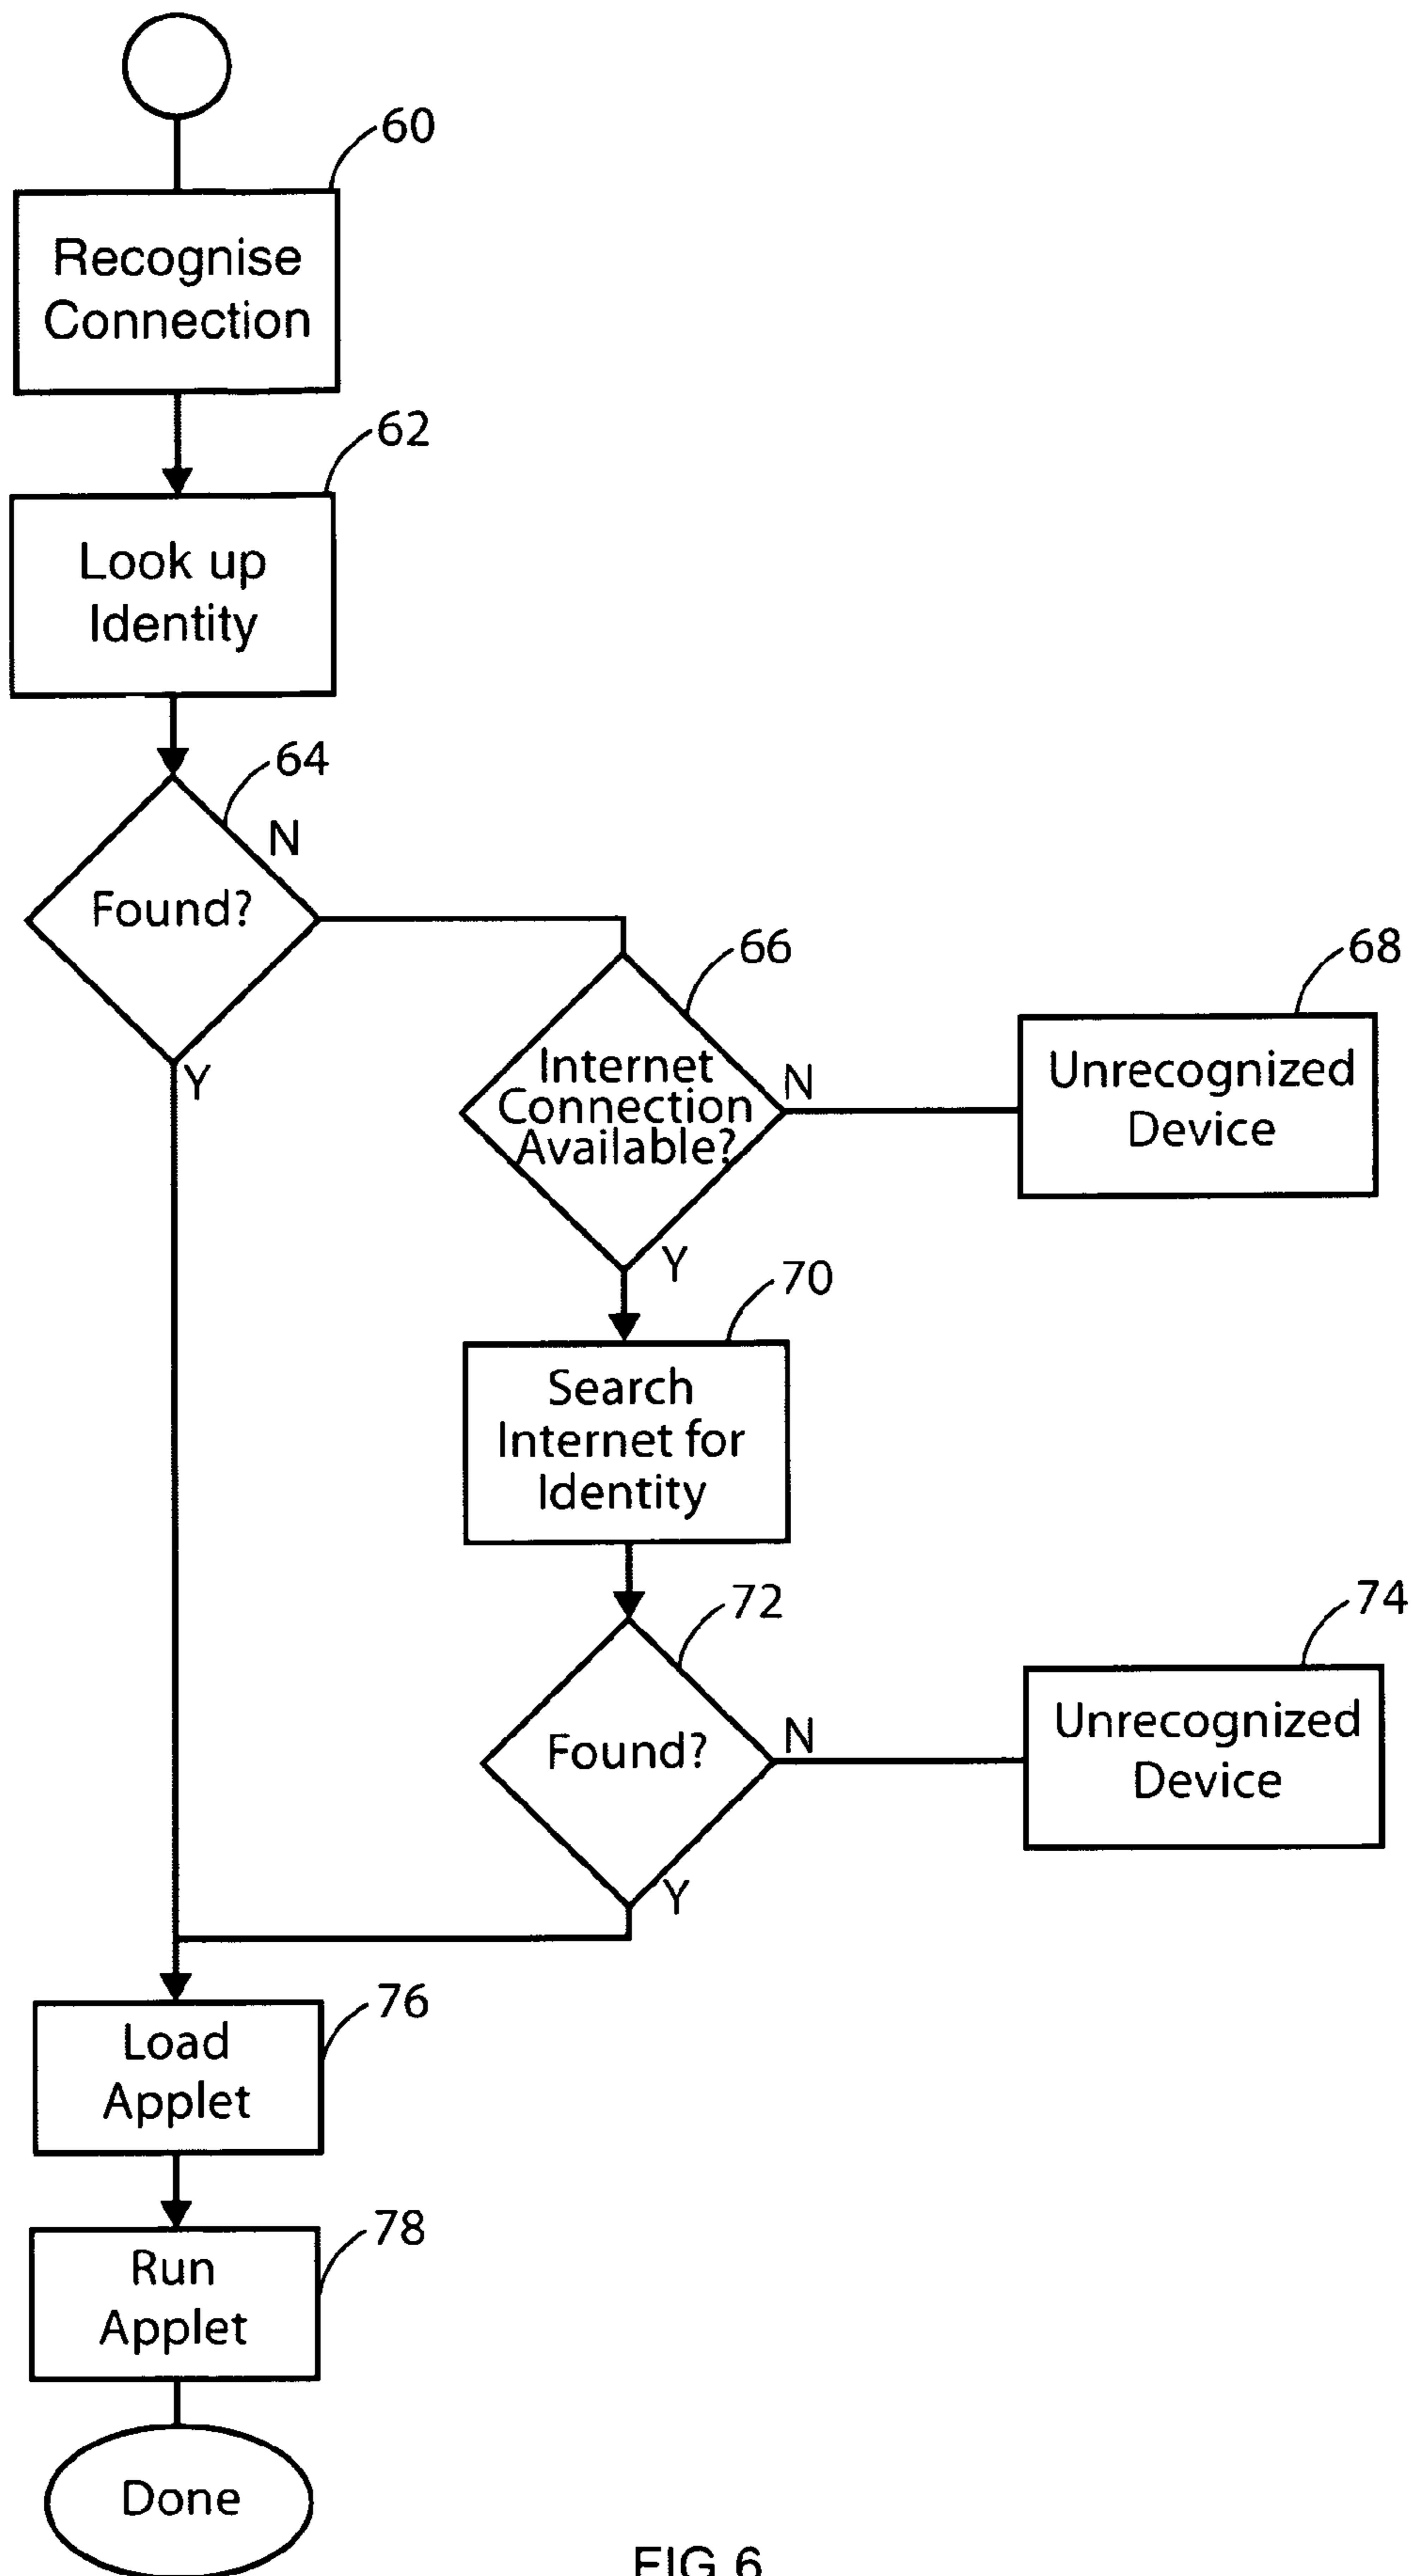 60
Recognise
Connection
62
Look up
Identity
64
N
Found?
Y
66
Internet
Connection
Available?
N
Y
68
Unrecognized
Device
70
Search
Internet for
Identity
72
Found?
N
Y
74
Unrecognized
Device
76
Load
Applet
78
Run
Applet
Done
FIG 6